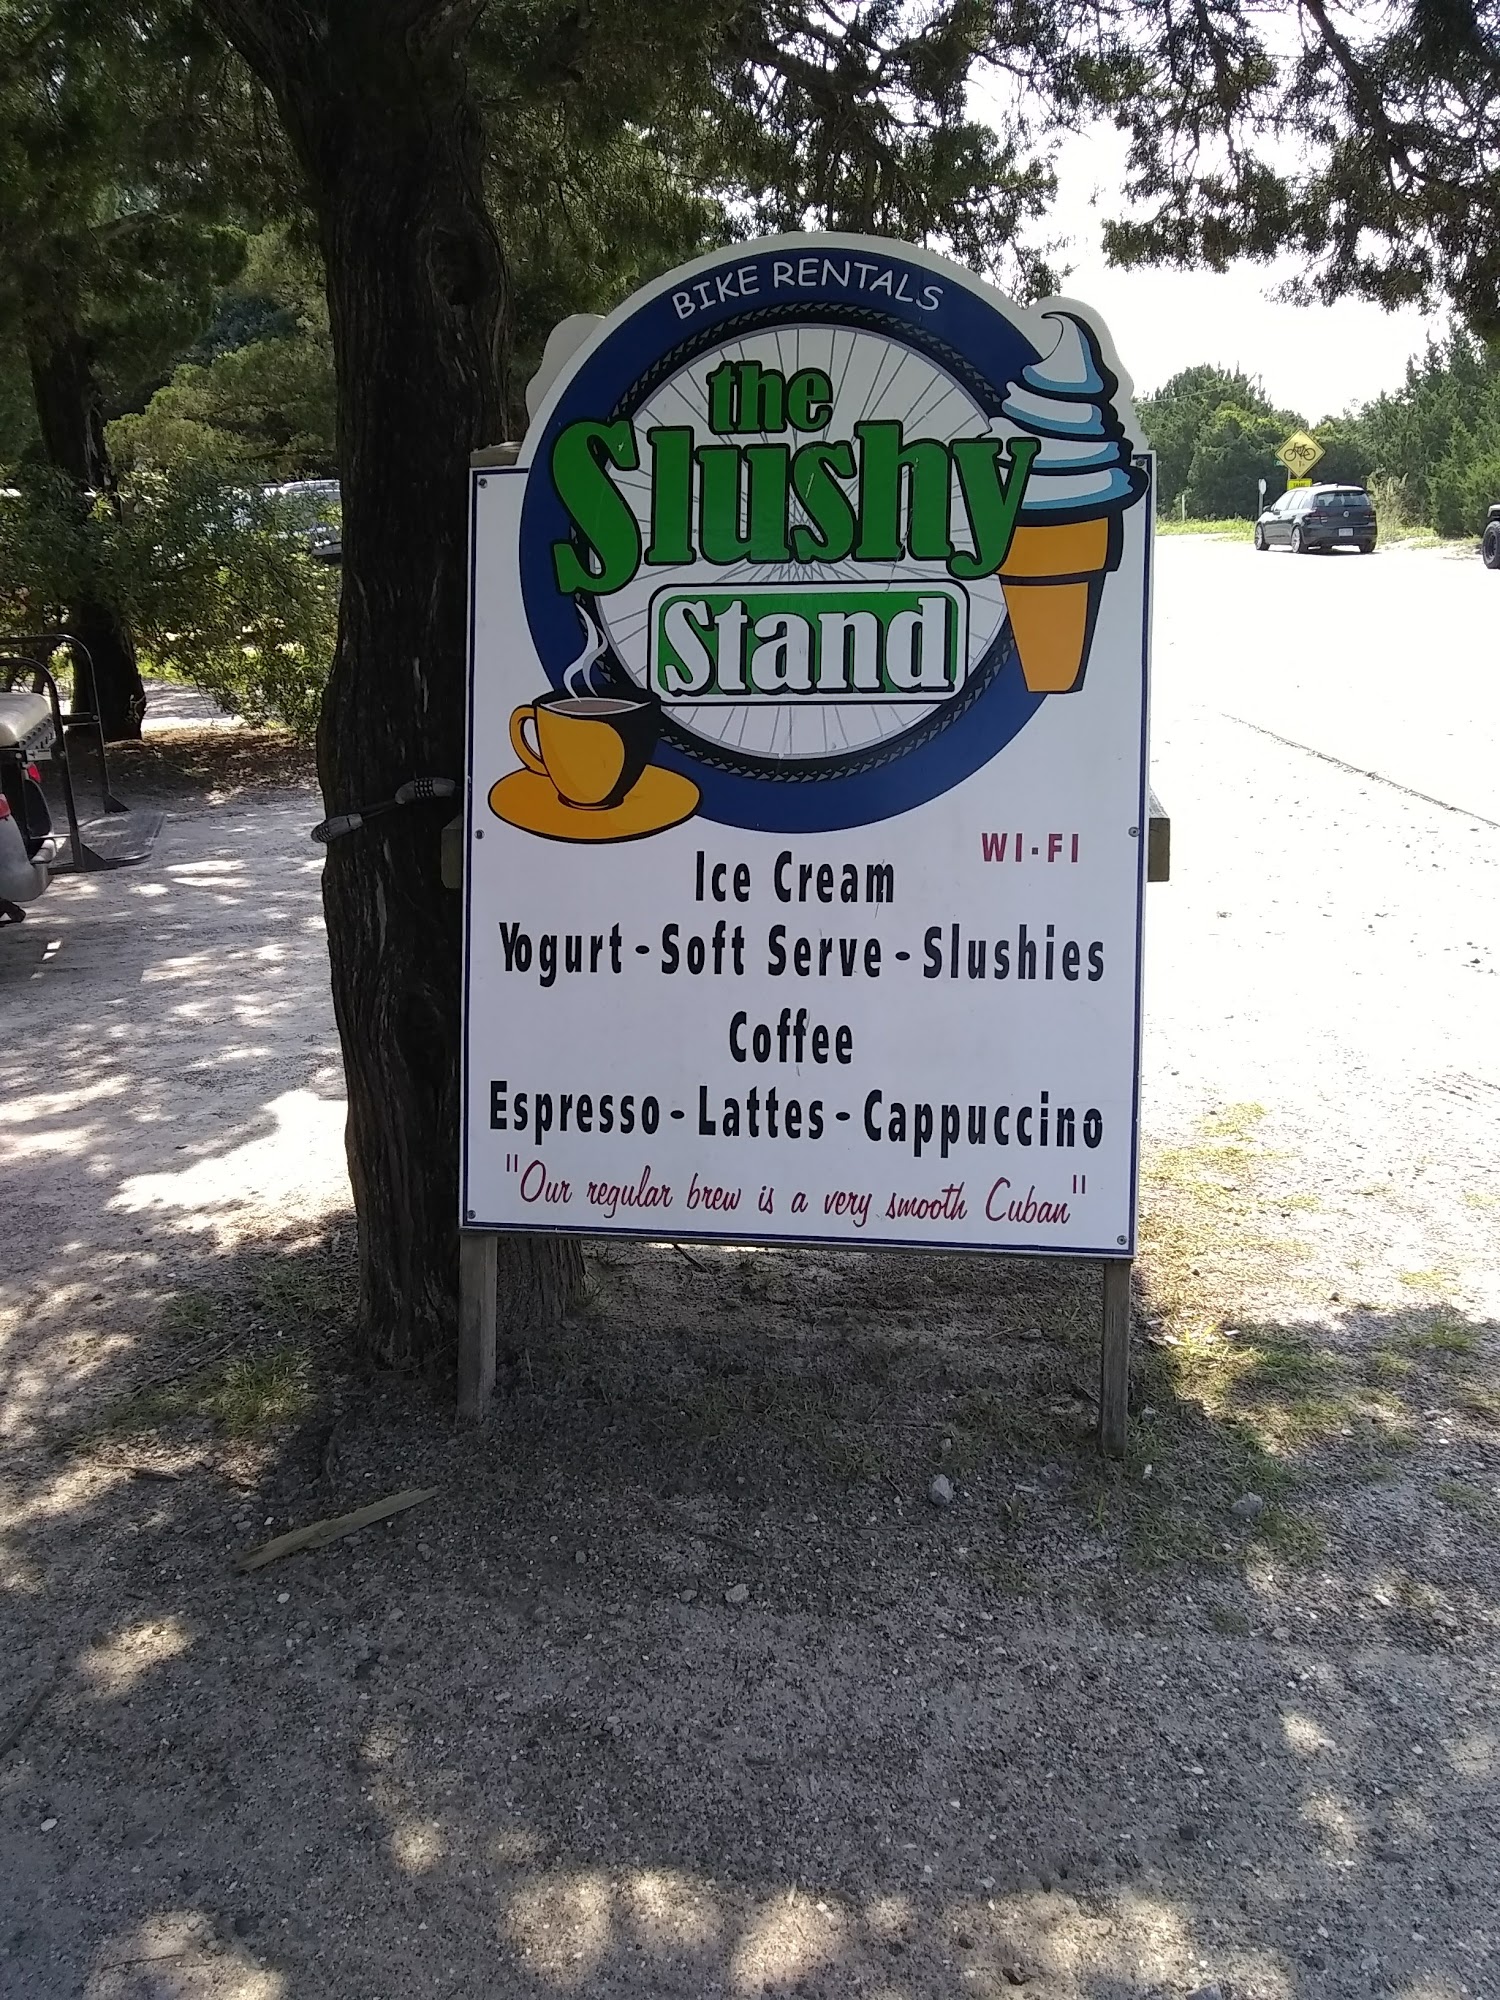 BIKE RENTALS
the
Slushy
Stand
WI-FI
Ice Cream
Yogurt - Soft Serve - Slushies
Coffee
Espresso - Lattes - Cappuccino
"Our regular brew is a very smooth Cuban"